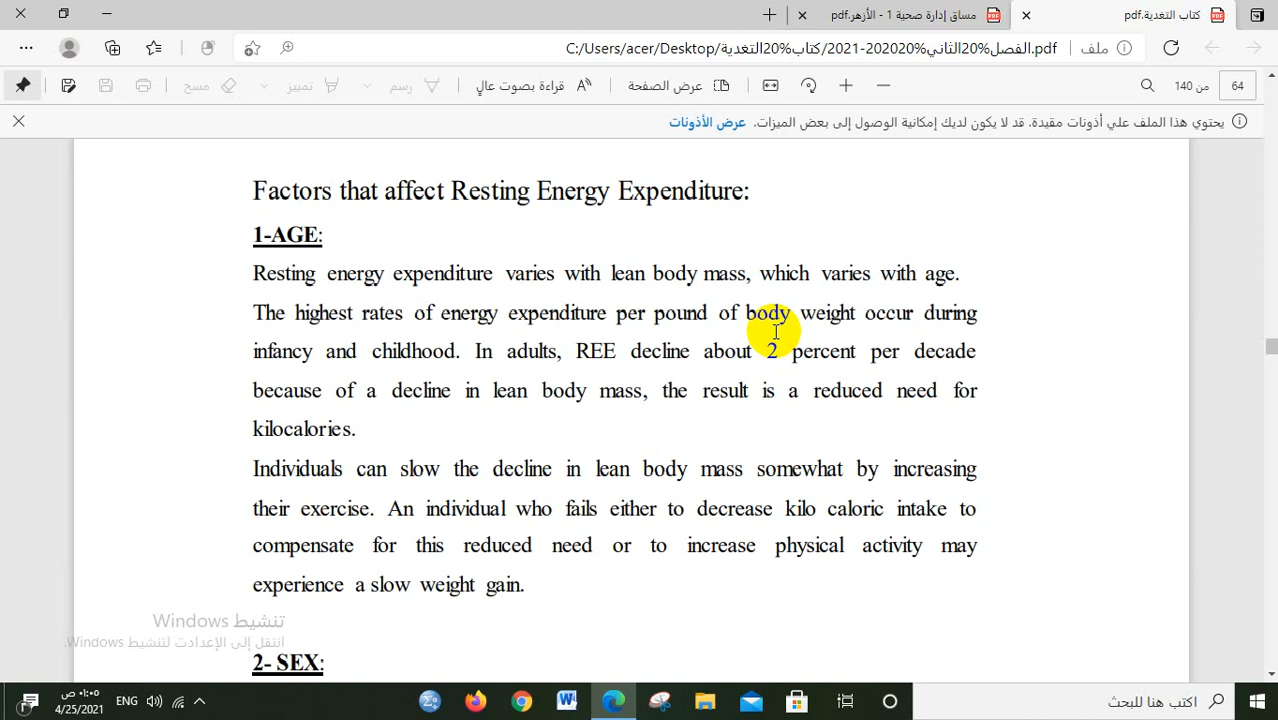 كتاب التغدية.pdf
مساق إدارة صحية 1 - الأزهر.pdf
ملف
C:/Users/acer/Desktop/كتاب%20التغدية/2021-202020%الفصل%20الثاني.pdf
64
من 140
عرض الصفحة
قراءة بصوت عالٍ
رسم
تمييز
مسح
يحتوي هذا الملف علي أذونات مقيدة. قد لا يكون لديك إمكانية الوصول إلى بعض الميزات. عرض الأذونات
Factors that affect Resting Energy Expenditure:
1-AGE:
Resting energy expenditure varies with lean body mass, which varies with age.
The highest rates of energy expenditure per pound of body weight occur during
infancy and childhood. In adults, REE decline about 2 percent per decade
because of a decline in lean body mass, the result is a reduced need for
kilocalories.
Individuals can slow the decline in lean body mass somewhat by increasing
their exercise. An individual who fails either to decrease kilo caloric intake to
compensate for this reduced need or to increase physical activity may
experience a slow weight gain.
تنشيط Windows
انتقل إلى الإعدادت لتنشيط Windows.
2- SEX:
اكتب هنا للبحث
ENG
٠١:٠٥ ص
4/25/2021